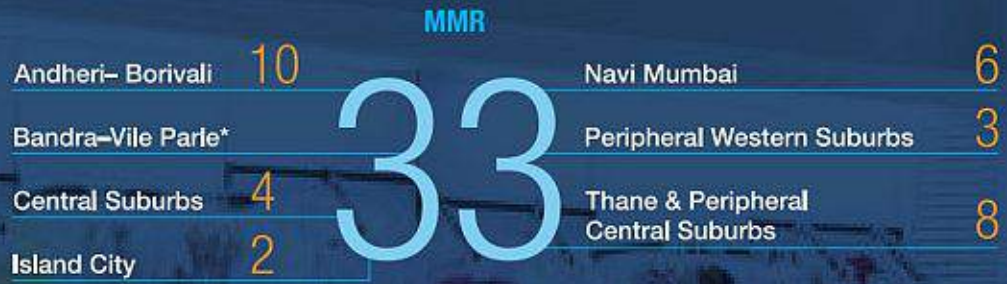 MMR
Andheri– Borivali 10
Bandra–Vile Parle*
Central Suburbs 4
Island City 2
33
Navi Mumbai 6
Peripheral Western Suburbs 3
Thane & Peripheral
Central Suburbs 8